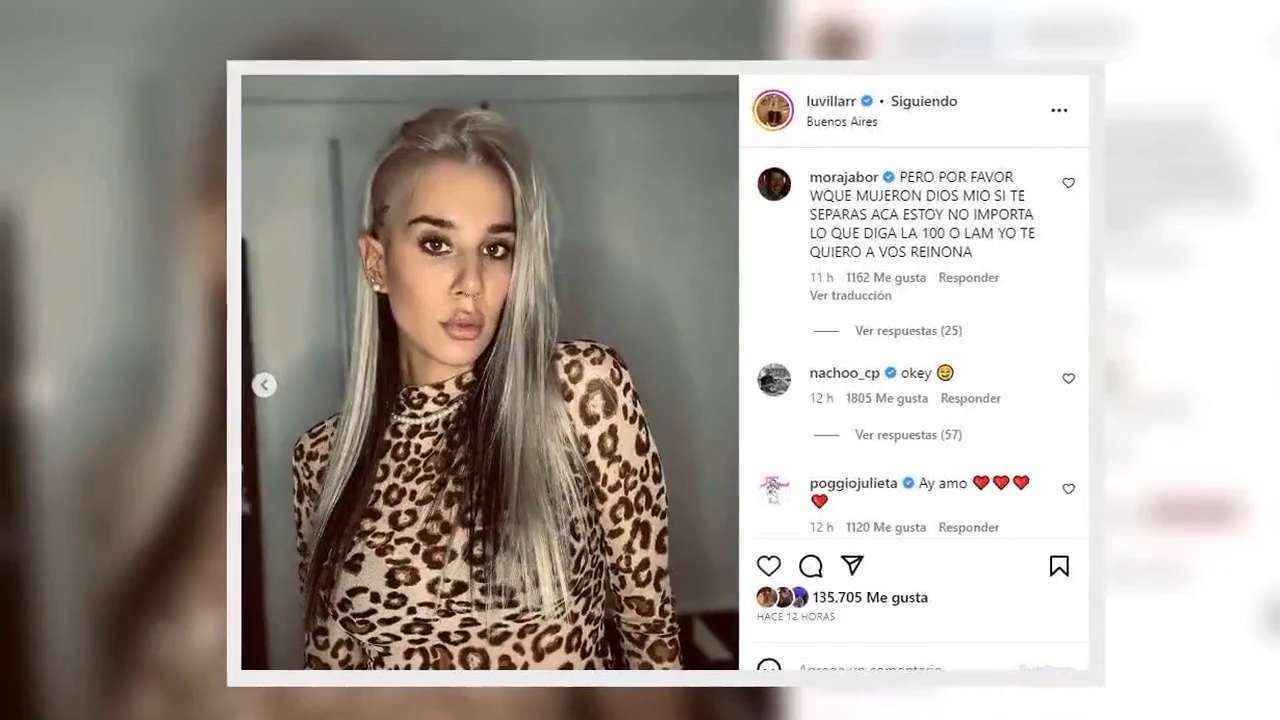 luvillarr • Siguiendo
Buenos Aires
morajabor PERO POR FAVOR
WQUE MUJERON DIOS MIO SI TE
SEPARAS ACA ESTOY NO IMPORTA
LO QUE DIGA LA 100 O LAM YO TE
QUIERO A VOS REINONA
11 h 1162 Me gusta Responder
Ver traducción
Ver respuestas (25)
nachoo_cp okey 😊
12 h 1805 Me gusta Responder
Ver respuestas (57)
poggiojulieta Ay amo ❤️❤️❤️
❤️
12 h 1120 Me gusta Responder
135.705 Me gusta
HACE 12 HORAS
Agrega un comentario